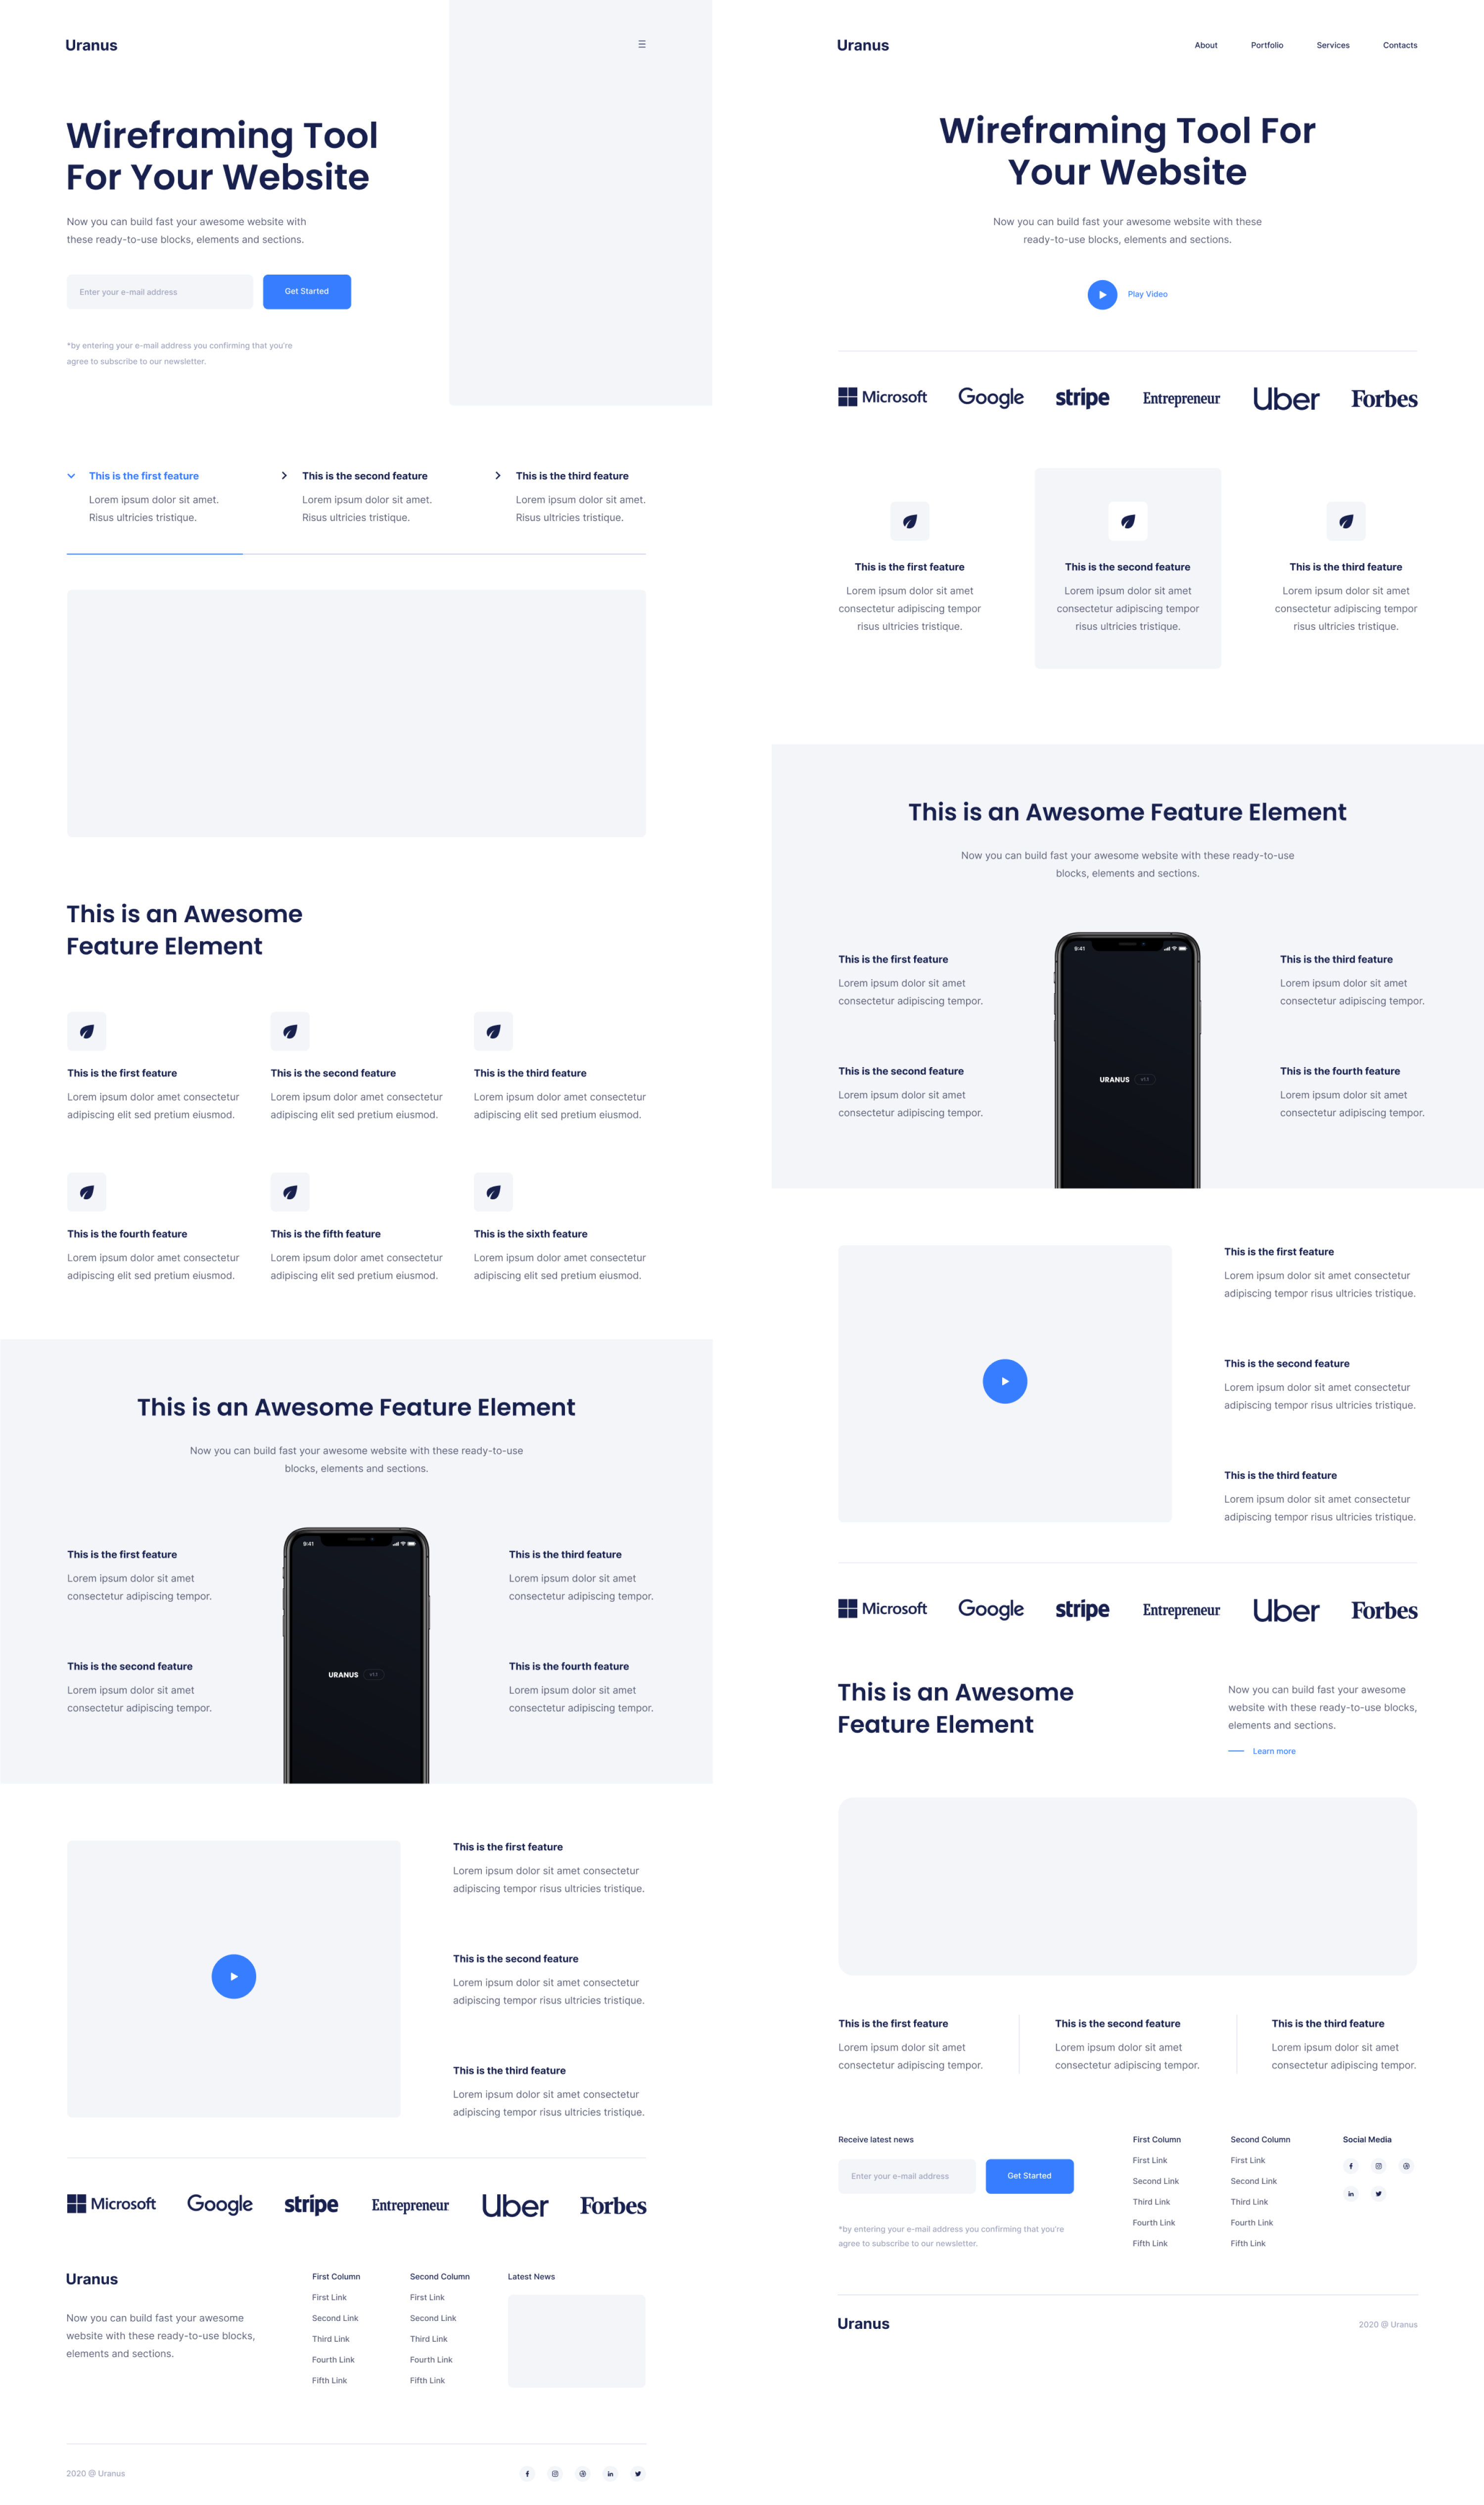 Uranus
Wireframing Tool
For Your Website
Now you can build fast your awesome website with
these ready-to-use blocks, elements and sections.
Enter your e-mail address
Get Started
*by entering your e-mail address you confirming that you're
agree to subscribe to our newsletter.
This is the first feature
Lorem ipsum dolor sit amet.
Risus ultricies tristique.
This is the second feature
Lorem ipsum dolor sit amet.
Risus ultricies tristique.
This is the third feature
Lorem ipsum dolor sit amet.
Risus ultricies tristique.
This is an Awesome
Feature Element
This is the first feature
Lorem ipsum dolor amet consectetur
adipiscing elit sed pretium eiusmod.
This is the second feature
Lorem ipsum dolor amet consectetur
adipiscing elit sed pretium eiusmod.
This is the third feature
Lorem ipsum dolor amet consectetur
adipiscing elit sed pretium eiusmod.
This is the fourth feature
Lorem ipsum dolor amet consectetur
adipiscing elit sed pretium eiusmod.
This is the fifth feature
Lorem ipsum dolor amet consectetur
adipiscing elit sed pretium eiusmod.
This is the sixth feature
Lorem ipsum dolor amet consectetur
adipiscing elit sed pretium eiusmod.
This is an Awesome Feature Element
Now you can build fast your awesome website with these ready-to-use
blocks, elements and sections.
This is the first feature
Lorem ipsum dolor sit amet
consectetur adipiscing tempor.
This is the second feature
Lorem ipsum dolor sit amet
consectetur adipiscing tempor.
9:41
URANUS v1.1
This is the third feature
Lorem ipsum dolor sit amet
consectetur adipiscing tempor.
This is the fourth feature
Lorem ipsum dolor sit amet
consectetur adipiscing tempor.
This is the first feature
Lorem ipsum dolor sit amet consectetur
adipiscing tempor risus ultricies tristique.
This is the second feature
Lorem ipsum dolor sit amet consectetur
adipiscing tempor risus ultricies tristique.
This is the third feature
Lorem ipsum dolor sit amet consectetur
adipiscing tempor risus ultricies tristique.
Microsoft Google stripe Entrepreneur Uber Forbes
Uranus
Now you can build fast your awesome
website with these ready-to-use blocks,
elements and sections.
First Column
First Link
Second Link
Third Link
Fourth Link
Fifth Link
Second Column
First Link
Second Link
Third Link
Fourth Link
Fifth Link
Latest News
2020 @ Uranus
Uranus
About Portfolio Services Contacts
Wireframing Tool For
Your Website
Now you can build fast your awesome website with these
ready-to-use blocks, elements and sections.
Play Video
Microsoft Google stripe Entrepreneur Uber Forbes
This is the first feature
Lorem ipsum dolor sit amet
consectetur adipiscing tempor
risus ultricies tristique.
This is the second feature
Lorem ipsum dolor sit amet
consectetur adipiscing tempor
risus ultricies tristique.
This is the third feature
Lorem ipsum dolor sit amet
consectetur adipiscing tempor
risus ultricies tristique.
This is an Awesome Feature Element
Now you can build fast your awesome website with these ready-to-use
blocks, elements and sections.
This is the first feature
Lorem ipsum dolor sit amet
consectetur adipiscing tempor.
This is the second feature
Lorem ipsum dolor sit amet
consectetur adipiscing tempor.
9:41
URANUS v1.1
This is the third feature
Lorem ipsum dolor sit amet
consectetur adipiscing tempor.
This is the fourth feature
Lorem ipsum dolor sit amet
consectetur adipiscing tempor.
This is the first feature
Lorem ipsum dolor sit amet consectetur
adipiscing tempor risus ultricies tristique.
This is the second feature
Lorem ipsum dolor sit amet consectetur
adipiscing tempor risus ultricies tristique.
This is the third feature
Lorem ipsum dolor sit amet consectetur
adipiscing tempor risus ultricies tristique.
Microsoft Google stripe Entrepreneur Uber Forbes
This is an Awesome
Feature Element
Now you can build fast your awesome
website with these ready-to-use blocks,
elements and sections.
Learn more
This is the first feature
Lorem ipsum dolor sit amet
consectetur adipiscing tempor.
This is the second feature
Lorem ipsum dolor sit amet
consectetur adipiscing tempor.
This is the third feature
Lorem ipsum dolor sit amet
consectetur adipiscing tempor.
Receive latest news
Enter your e-mail address
Get Started
*by entering your e-mail address you confirming that you're
agree to subscribe to our newsletter.
First Column
First Link
Second Link
Third Link
Fourth Link
Fifth Link
Second Column
First Link
Second Link
Third Link
Fourth Link
Fifth Link
Social Media
Uranus
2020 @ Uranus